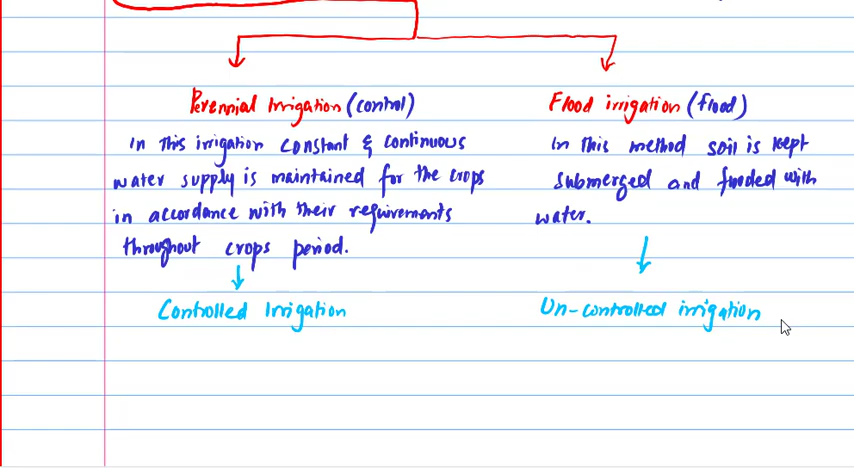 Perennial Irrigation (control)
In this irrigation constant & continuous
water supply is maintained for the crops
in accordance with their requirements
throughout crops period.
Controlled Irrigation
Flood irrigation (flood)
In this method soil is kept
submerged and flooded with
water.
Un-controlled irrigation